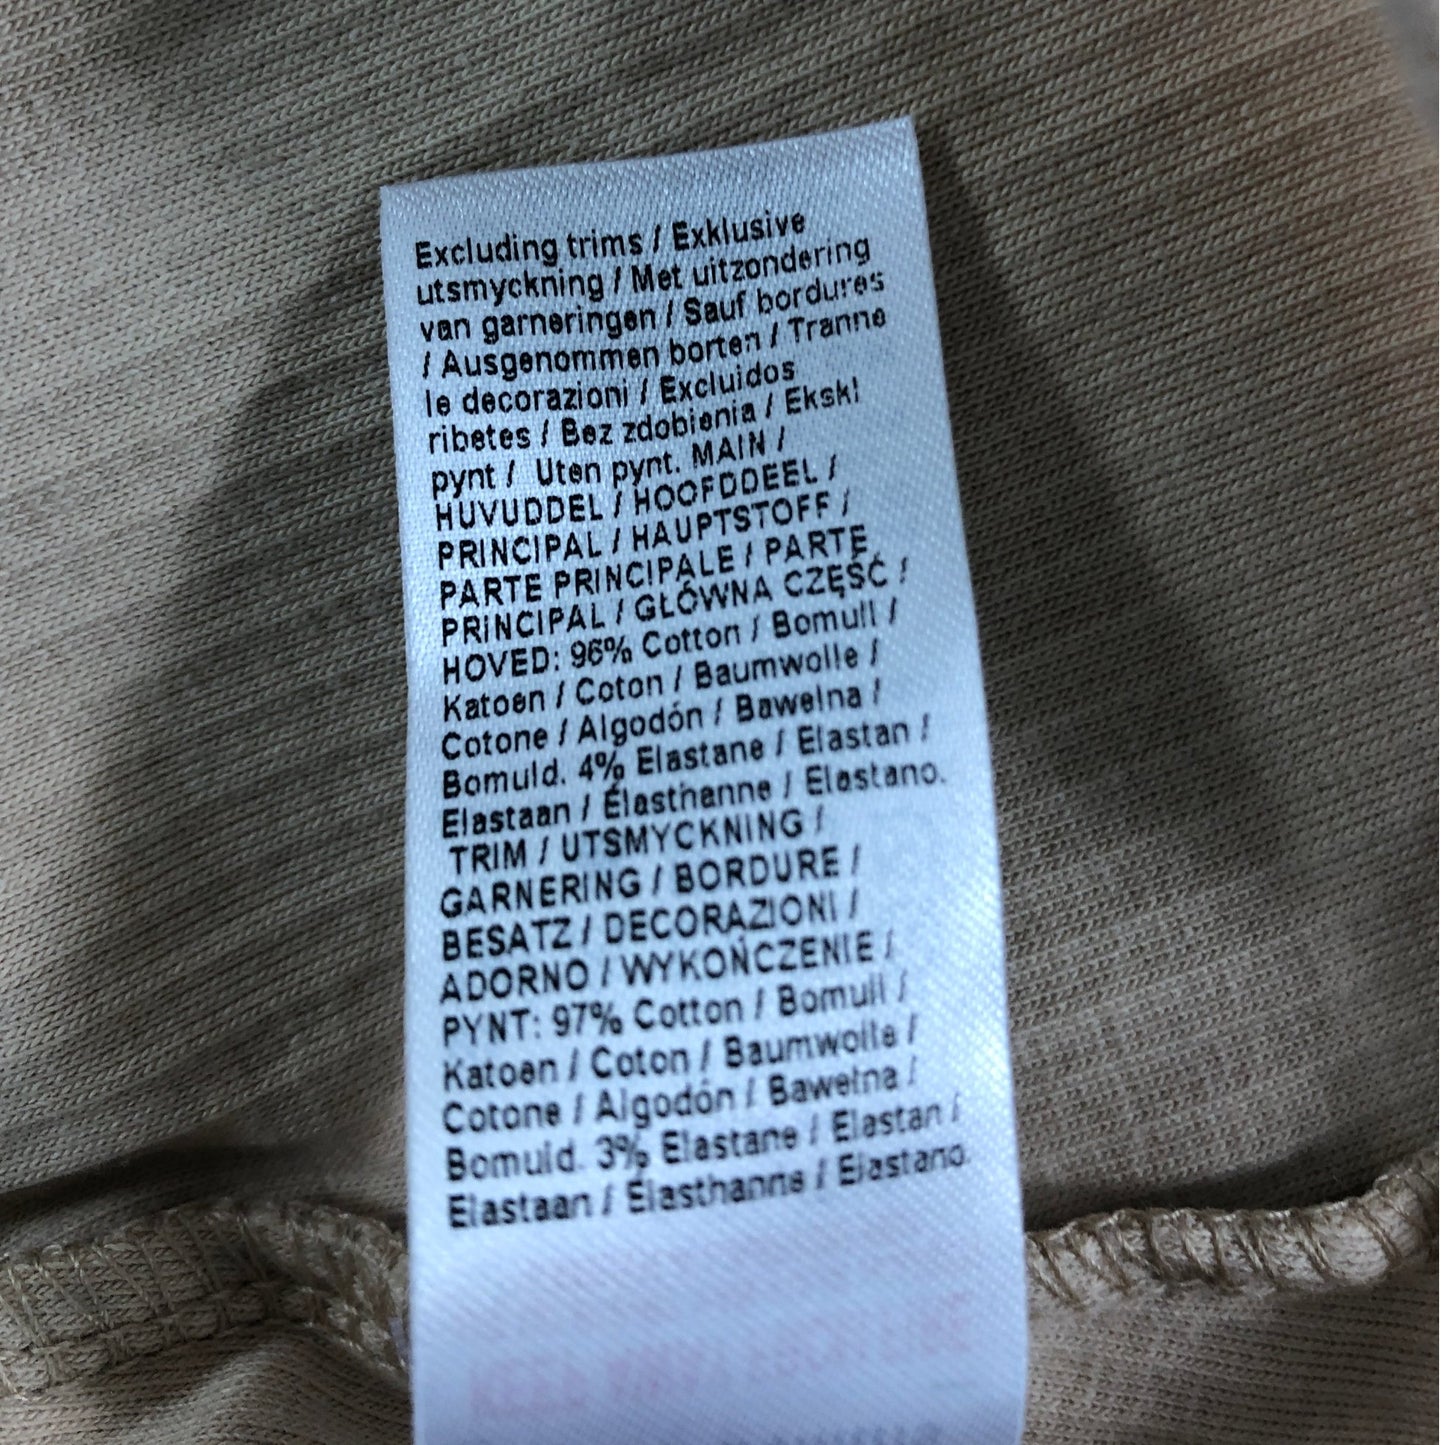 Excluding trims / Exklusive
utsmyckning / Met uitzondering
van garneringen / Sauf bordures
/ Ausgenommen borten / Tranne
le decorazioni / Excluidos
ribetes / Bez zdobienia / Ekskl
pynt / Uten pynt. MAIN /
HUVUDDEL / HOOFDDEEL /
PRINCIPAL / HAUPTSTOFF /
PARTE PRINCIPALE / PARTE
PRINCIPAL / GŁÓWNA CZĘŚĆ /
HOVED: 96% Cotton / Bomull /
Katoen / Coton / Baumwolle /
Cotone / Algodón / Bawełna /
Bomuld. 4% Elastane / Elastan /
Elastaan / Élasthanne / Elastano.
TRIM / UTSMYCKNING /
GARNERING / BORDURE /
BESATZ / DECORAZIONI /
ADORNO / WYKOŃCZENIE /
PYNT: 97% Cotton / Bomull /
Katoen / Coton / Baumwolle /
Cotone / Algodón / Bawełna /
Bomuld. 3% Elastane / Elastan /
Elastaan / Élasthanne / Elastano.